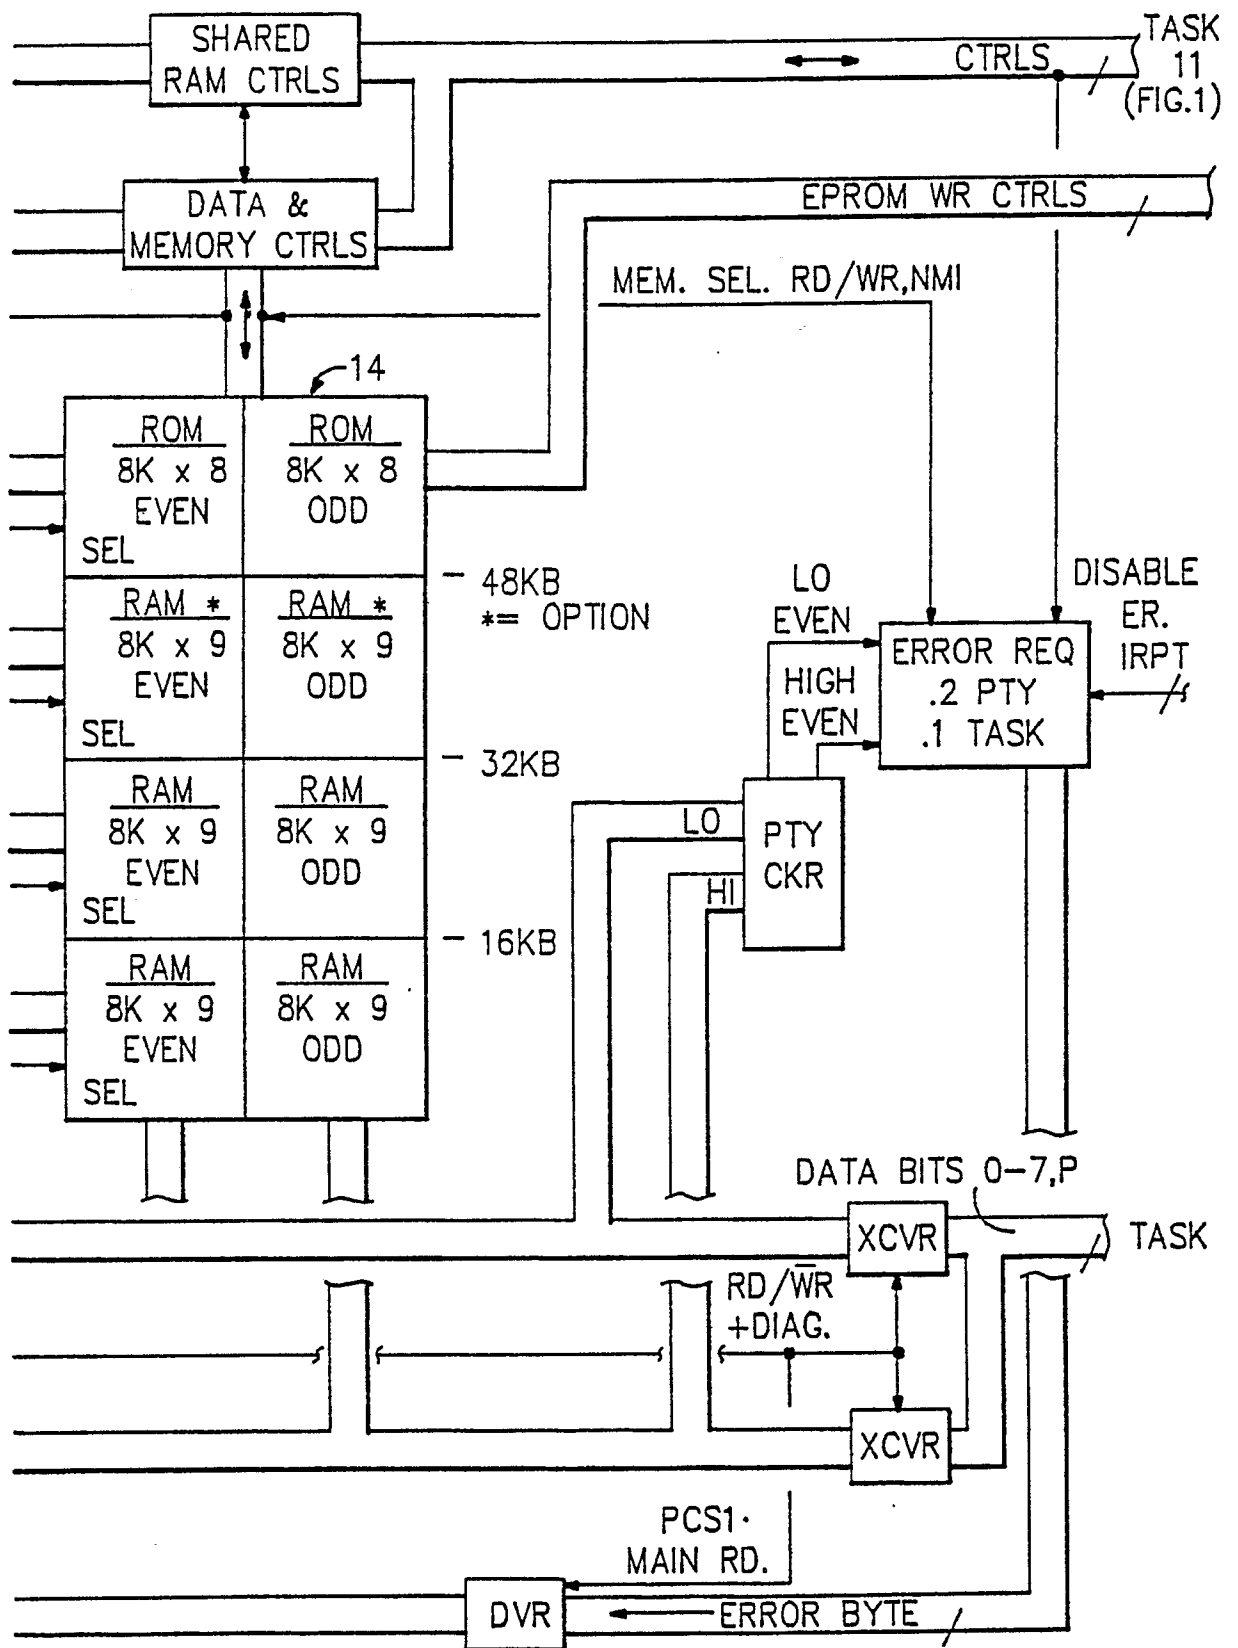 SHARED
RAM CTRLS
CTRLS
TASK
11
(FIG.1)
DATA &
MEMORY CTRLS
EPROM WR CTRLS
MEM. SEL. RD/WR,NMI
14
ROM
8K x 8
EVEN
SEL
ROM
8K x 8
ODD
48KB
*= OPTION
RAM *
8K x 9
EVEN
SEL
RAM *
8K x 9
ODD
32KB
RAM
8K x 9
EVEN
SEL
RAM
8K x 9
ODD
16KB
RAM
8K x 9
EVEN
SEL
RAM
8K x 9
ODD
LO
EVEN
HIGH
EVEN
ERROR REQ
.2 PTY
.1 TASK
DISABLE
ER.
IRPT
LO
HI
PTY
CKR
DATA BITS 0-7,P
XCVR
TASK
RD/W̅R
+DIAG.
XCVR
PCS1·
MAIN RD.
DVR
ERROR BYTE